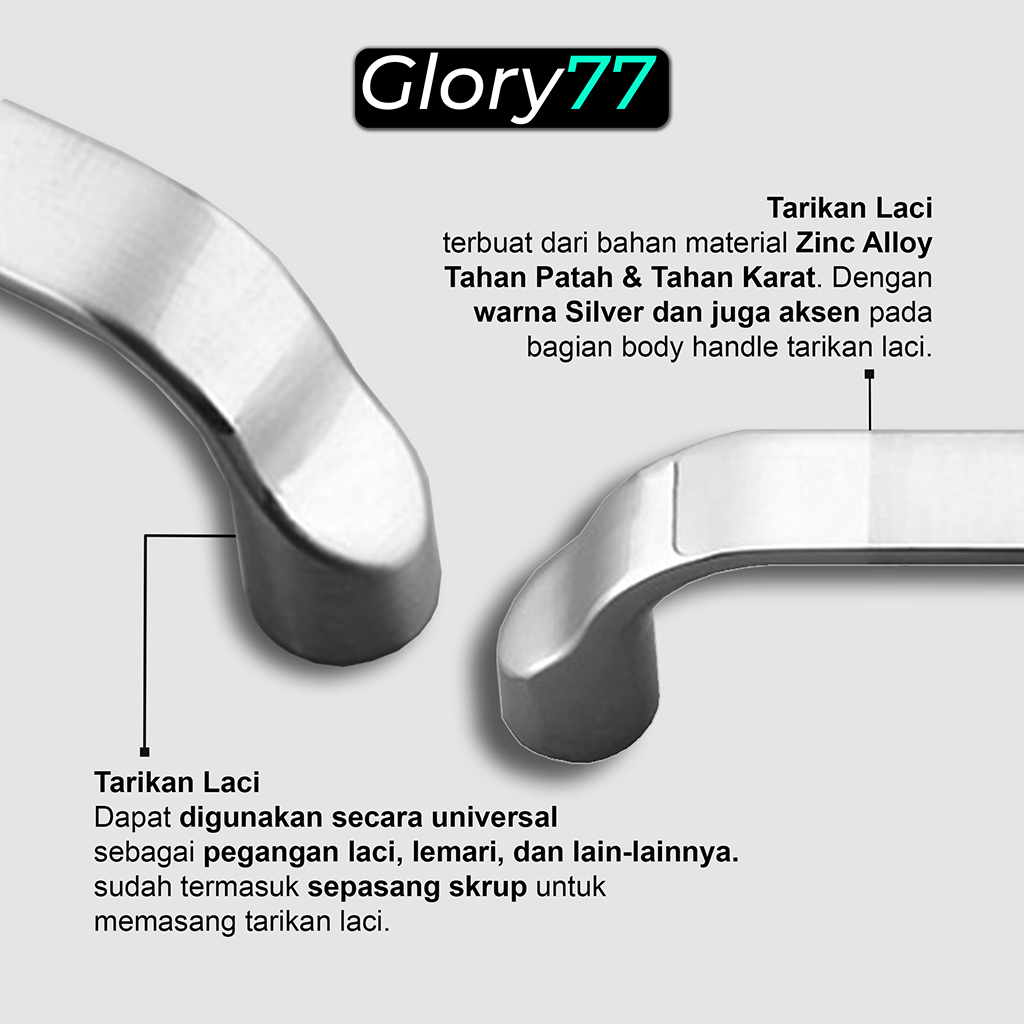 Glory77
Tarikan Laci
terbuat dari bahan material Zinc Alloy
Tahan Patah & Tahan Karat. Dengan
warna Silver dan juga aksen pada
bagian body handle tarikan laci.
Tarikan Laci
Dapat digunakan secara universal
sebagai pegangan laci, lemari, dan lain-lainnya.
sudah termasuk sepasang skrup untuk
memasang tarikan laci.